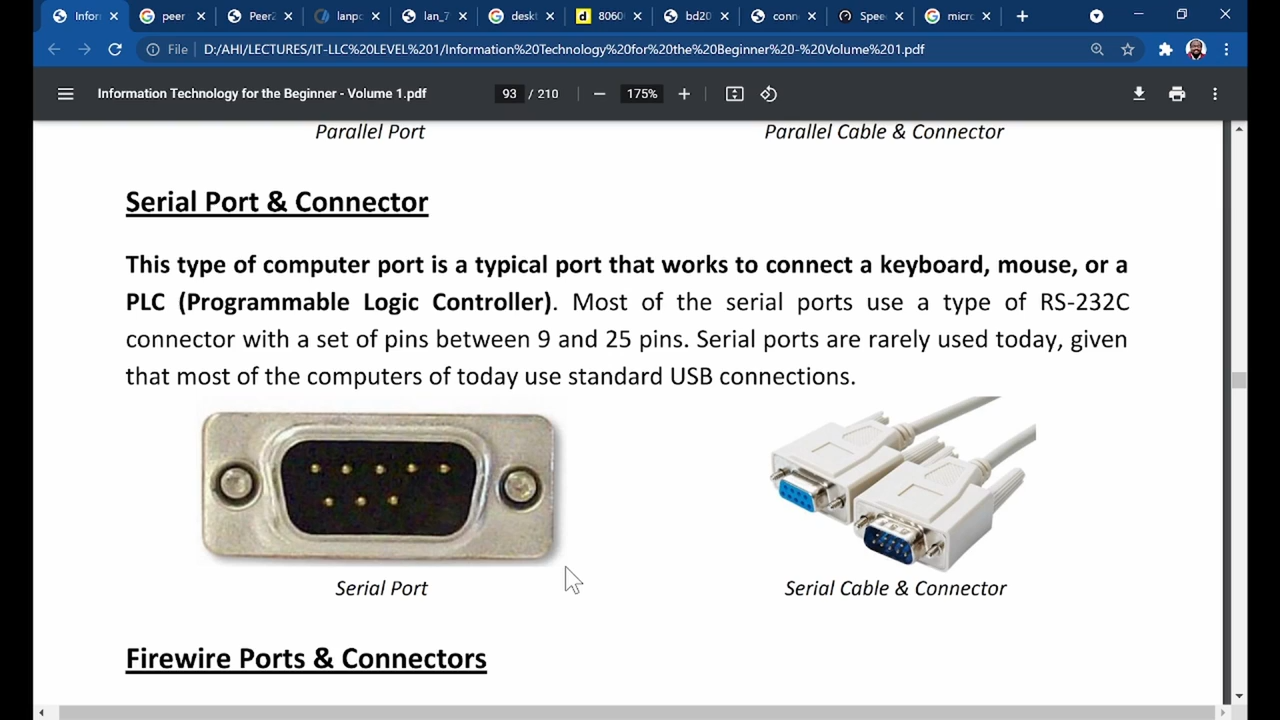 Inforr
peer
Peer2
lanpc
lan_7
deskt
8060
bd20
conn
Spee
micro
File
D:/AHI/LECTURES/IT-LLC%20LEVEL%201/Information%20Technology%20for%20the%20Beginner%20-%20Volume%201.pdf
Information Technology for the Beginner - Volume 1.pdf
93 / 210
175%
Parallel Port
Parallel Cable & Connector
Serial Port & Connector
This type of computer port is a typical port that works to connect a keyboard, mouse, or a
PLC (Programmable Logic Controller). Most of the serial ports use a type of RS-232C
connector with a set of pins between 9 and 25 pins. Serial ports are rarely used today, given
that most of the computers of today use standard USB connections.
Serial Port
Serial Cable & Connector
Firewire Ports & Connectors